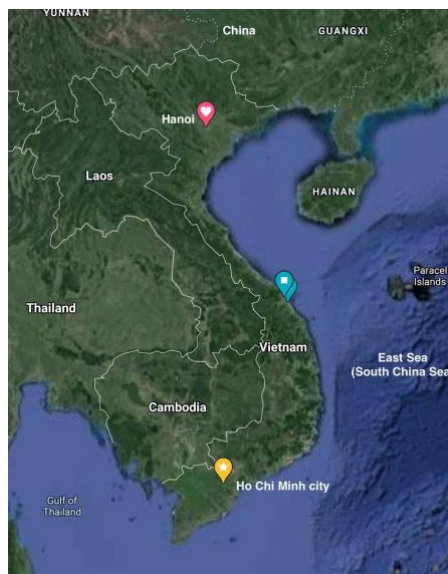 YUNNAN
China
GUANGXI
Hanoi
Laos
HAINAN
Paracel
Islands
Thailand
Vietnam
East Sea
(South China Sea
Cambodia
Ho Chi Minh city
Gulf of
Thailand